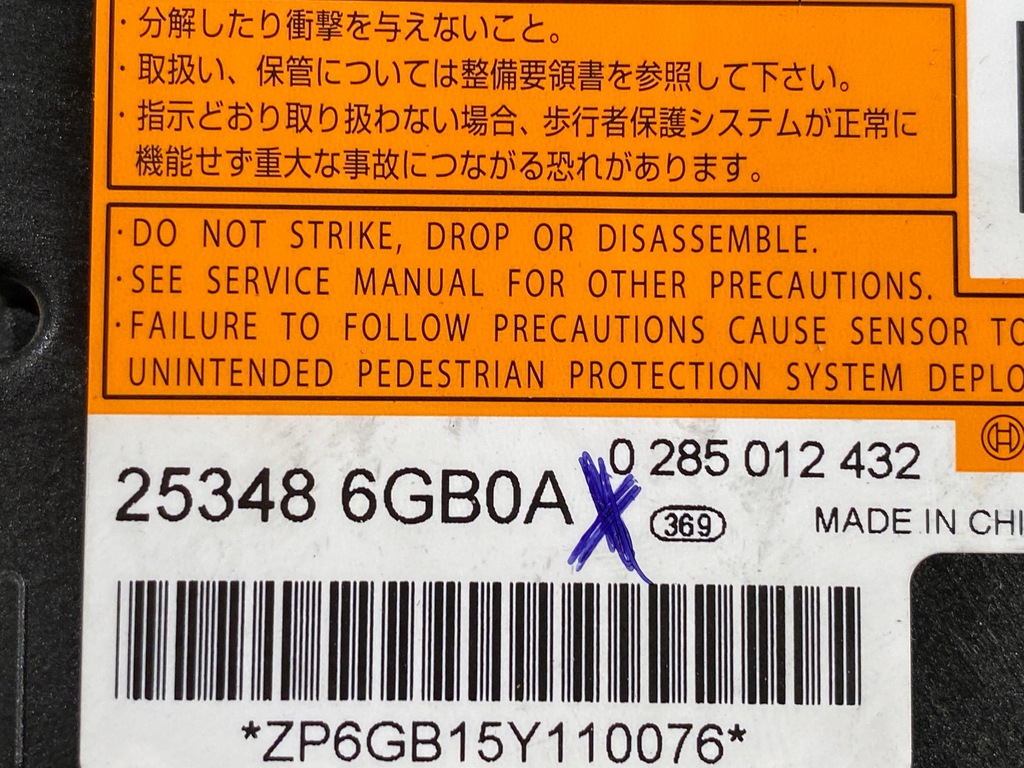 ・分解したり衝撃を与えないこと。
・取扱い、保管については整備要領書を参照して下さい。
・指示どおり取り扱わない場合、歩行者保護システムが正常に
機能せず重大な事故につながる恐れがあります。
・DO NOT STRIKE, DROP OR DISASSEMBLE.
・SEE SERVICE MANUAL FOR OTHER PRECAUTIONS.
・FAILURE TO FOLLOW PRECAUTIONS CAUSE SENSOR TO
UNINTENDED PEDESTRIAN PROTECTION SYSTEM DEPLO
0 285 012 432
25348 6GB0A X
369 MADE IN CHI
*ZP6GB15Y110076*